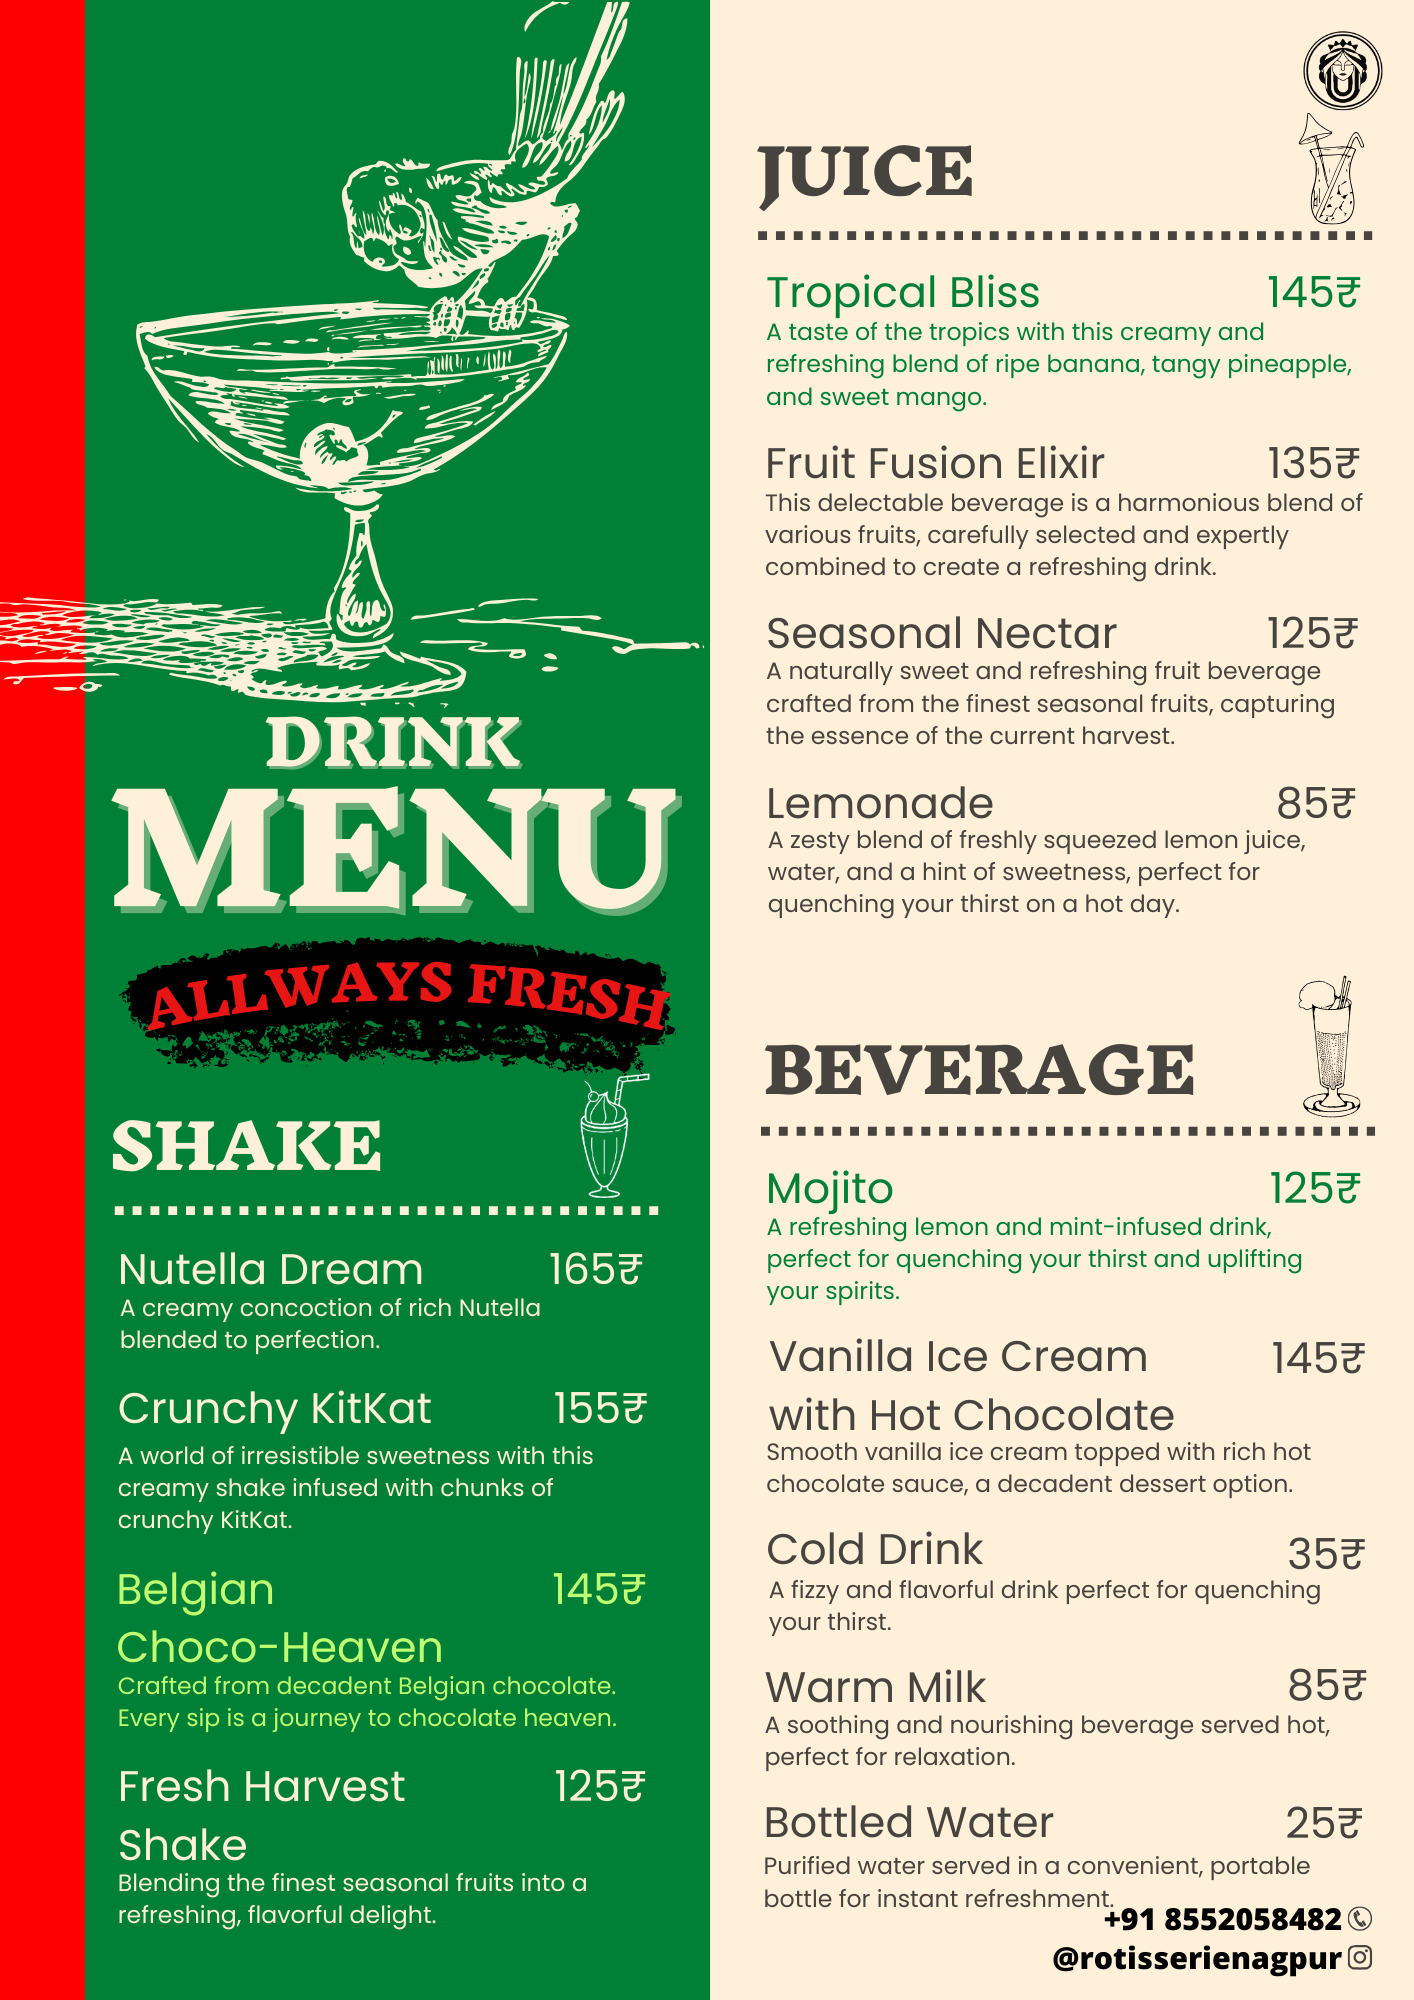 DRINK
MENU
ALLWAYS FRESH
SHAKE
Nutella Dream 165₹
A creamy concoction of rich Nutella
blended to perfection.
Crunchy KitKat 155₹
A world of irresistible sweetness with this
creamy shake infused with chunks of
crunchy KitKat.
Belgian 145₹
Choco-Heaven
Crafted from decadent Belgian chocolate.
Every sip is a journey to chocolate heaven.
Fresh Harvest 125₹
Shake
Blending the finest seasonal fruits into a
refreshing, flavorful delight.
JUICE
Tropical Bliss 145₹
A taste of the tropics with this creamy and
refreshing blend of ripe banana, tangy pineapple,
and sweet mango.
Fruit Fusion Elixir 135₹
This delectable beverage is a harmonious blend of
various fruits, carefully selected and expertly
combined to create a refreshing drink.
Seasonal Nectar 125₹
A naturally sweet and refreshing fruit beverage
crafted from the finest seasonal fruits, capturing
the essence of the current harvest.
Lemonade 85₹
A zesty blend of freshly squeezed lemon juice,
water, and a hint of sweetness, perfect for
quenching your thirst on a hot day.
BEVERAGE
Mojito 125₹
A refreshing lemon and mint-infused drink,
perfect for quenching your thirst and uplifting
your spirits.
Vanilla Ice Cream 145₹
with Hot Chocolate
Smooth vanilla ice cream topped with rich hot
chocolate sauce, a decadent dessert option.
Cold Drink 35₹
A fizzy and flavorful drink perfect for quenching
your thirst.
Warm Milk 85₹
A soothing and nourishing beverage served hot,
perfect for relaxation.
Bottled Water 25₹
Purified water served in a convenient, portable
bottle for instant refreshment.
+91 8552058482
@rotisserienagpur